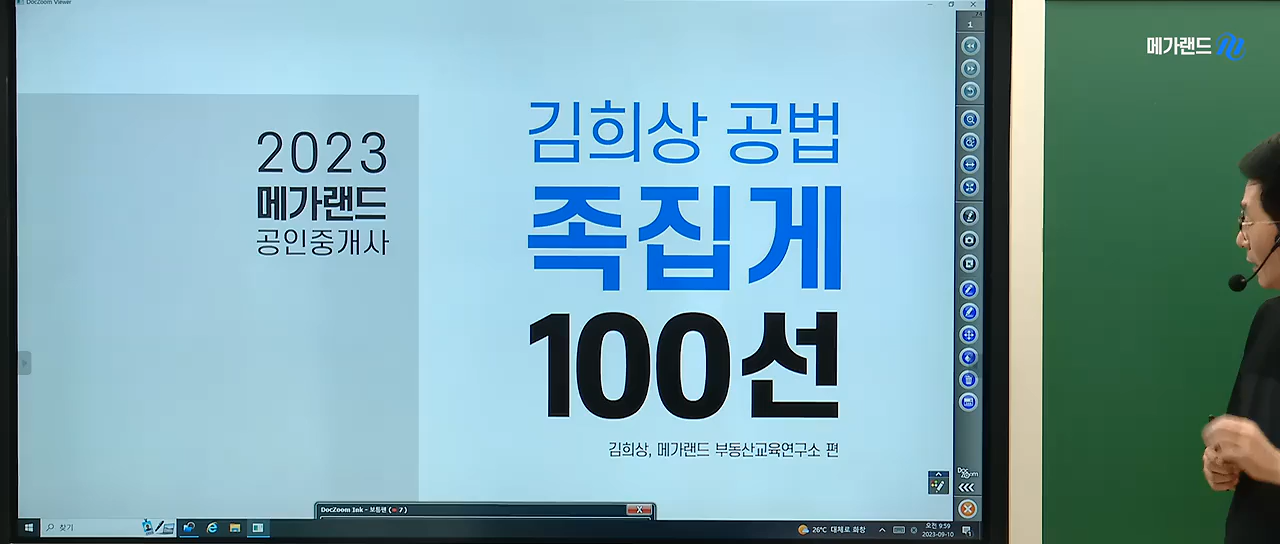 DocZoom Viewer
1
메가랜드
김희상 공법
족집게
100선
2023
메가랜드
공인중개사
김희상, 메가랜드 부동산교육연구소 편
DocZoom
DocZoom Ink - 보통펜 ( 7 )
찾기
26°C 대체로 화창
오전 9:59
2023-09-10